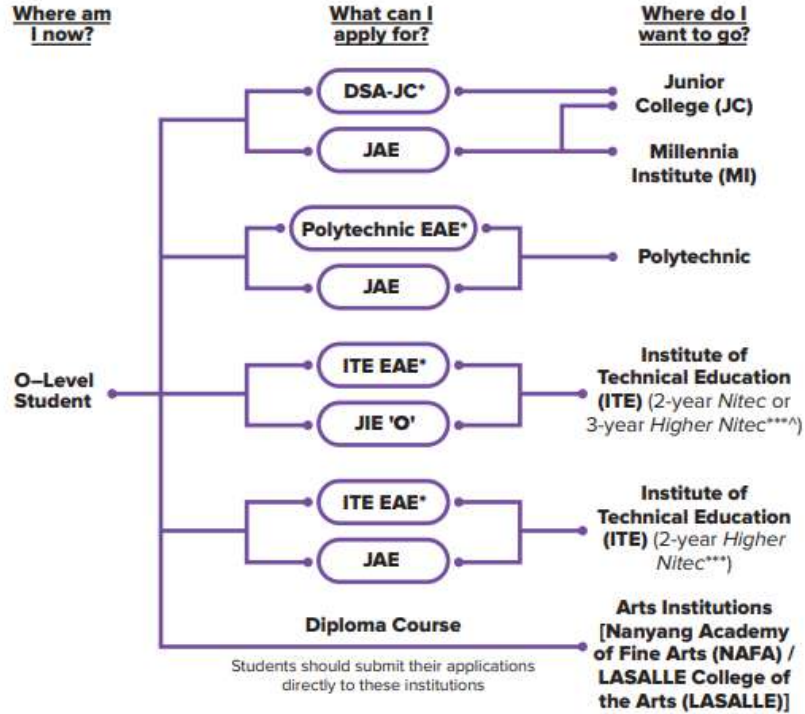 Where am
I now?
What can I
apply for?
Where do I
want to go?
DSA-JC*
Junior
College (JC)
JAE
Millennia
Institute (MI)
Polytechnic EAE*
Polytechnic
JAE
O–Level
Student
ITE EAE*
JIE 'O'
Institute of
Technical Education
(ITE) (2-year Nitec or
3-year Higher Nitec***^)
ITE EAE*
JAE
Institute of
Technical Education
(ITE) (2-year Higher
Nitec***)
Diploma Course
Students should submit their applications
directly to these institutions
Arts Institutions
[Nanyang Academy
of Fine Arts (NAFA) /
LASALLE College of
the Arts (LASALLE)]